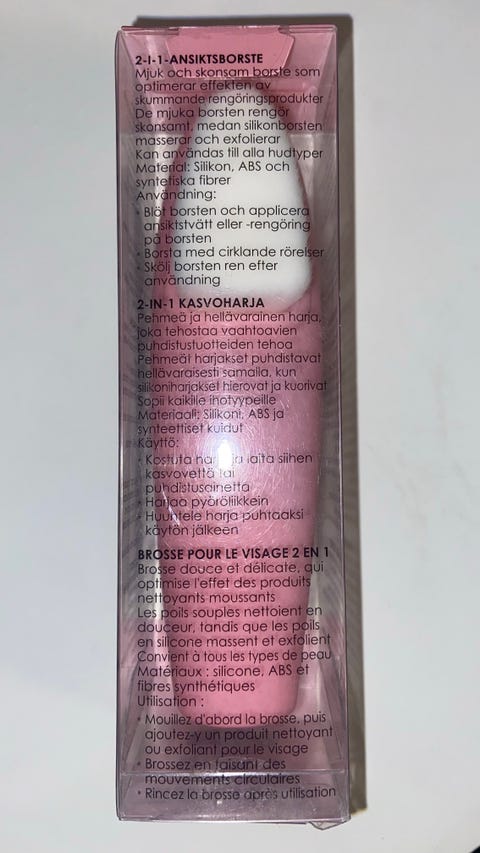 2-I-1-ANSIKTSBORSTE
Mjuk och skonsam borste som
optimerar effekten av
skummande rengöringsprodukter
De mjuka borsten rengör
skonsamt, medan silikonborsten
masserar och exfolierar
Kan användas till alla hudtyper
Material: Silikon, ABS och
syntetiska fibrer
Användning:
• Blöt borsten och applicera
ansiktstvätt eller -rengöring
på borsten
• Borsta med cirklande rörelser
• Skölj borsten ren efter
användning
2-IN-1 KASVOHARJA
Pehmeä ja hellävarainen harja,
joka tehostaa vaahtoavien
puhdistustuotteiden tehoa
Pehmeät harjakset puhdistavat
hellävaraisesti samalla, kun
silikoniharjakset hierovat ja kuorivat
Sopii kaikille ihotyypeille
Materiaali: Silikoni, ABS ja
synteettiset kuidut
Käyttö:
• Kostuta ja laita siihen
kasvovettä tai
puhdistusainetta
• Harjaa pyöröliikkein
• Huuhtele harja puhtaaksi
käytön jälkeen
BROSSE POUR LE VISAGE 2 EN 1
Brosse douce et délicate, qui
optimise l'effet des produits
nettoyants moussants
Les poils souples nettoient en
douceur, tandis que les poils
en silicone massent et exfolient
Convient à tous les types de peau
Matériaux : silicone, ABS et
fibres synthétiques
Utilisation :
• Mouillez d'abord la brosse, puis
ajoutez-y un produit nettoyant
ou exfoliant pour le visage
• Brossez en faisant des
mouvements circulaires
• Rincez la brosse après utilisation